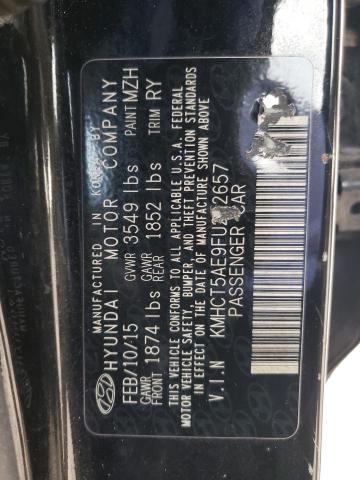 MANUFACTURED IN BY
HYUNDAI MOTOR COMPANY
FEB/10/15 GVWR 3549 lbs PAINT MZH
GAWR FRONT 1874 lbs GAWR REAR 1852 lbs TRIM RY
THIS VEHICLE CONFORMS TO ALL APPLICABLE U.S.A. FEDERAL
MOTOR VEHICLE SAFETY, BUMPER, AND THEFT PREVENTION STANDARDS
IN EFFECT ON THE DATE OF MANUFACTURE SHOWN ABOVE
V.I.N KMHCT5AE9FU 2657
PASSENGER CAR